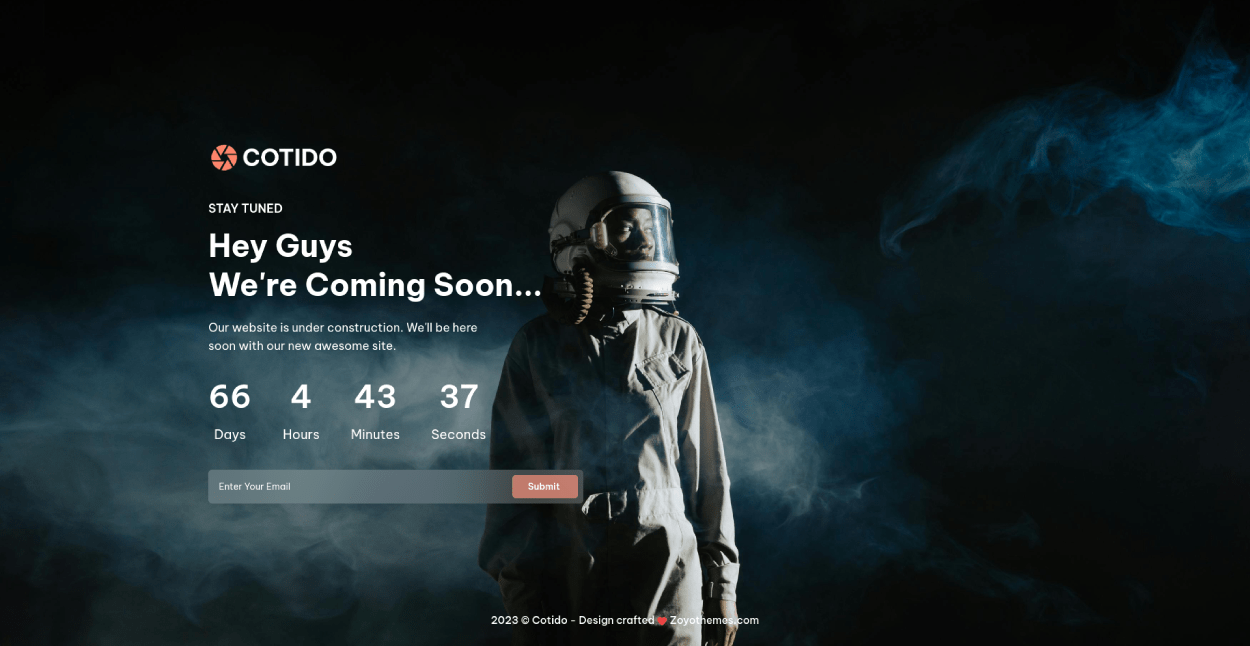 COTIDO
STAY TUNED
Hey Guys
We're Coming Soon...
Our website is under construction. We'll be here
soon with our new awesome site.
66 4 43 37
Days Hours Minutes Seconds
Enter Your Email Submit
2023 © Cotido - Design crafted ❤ Zoyothemes.com